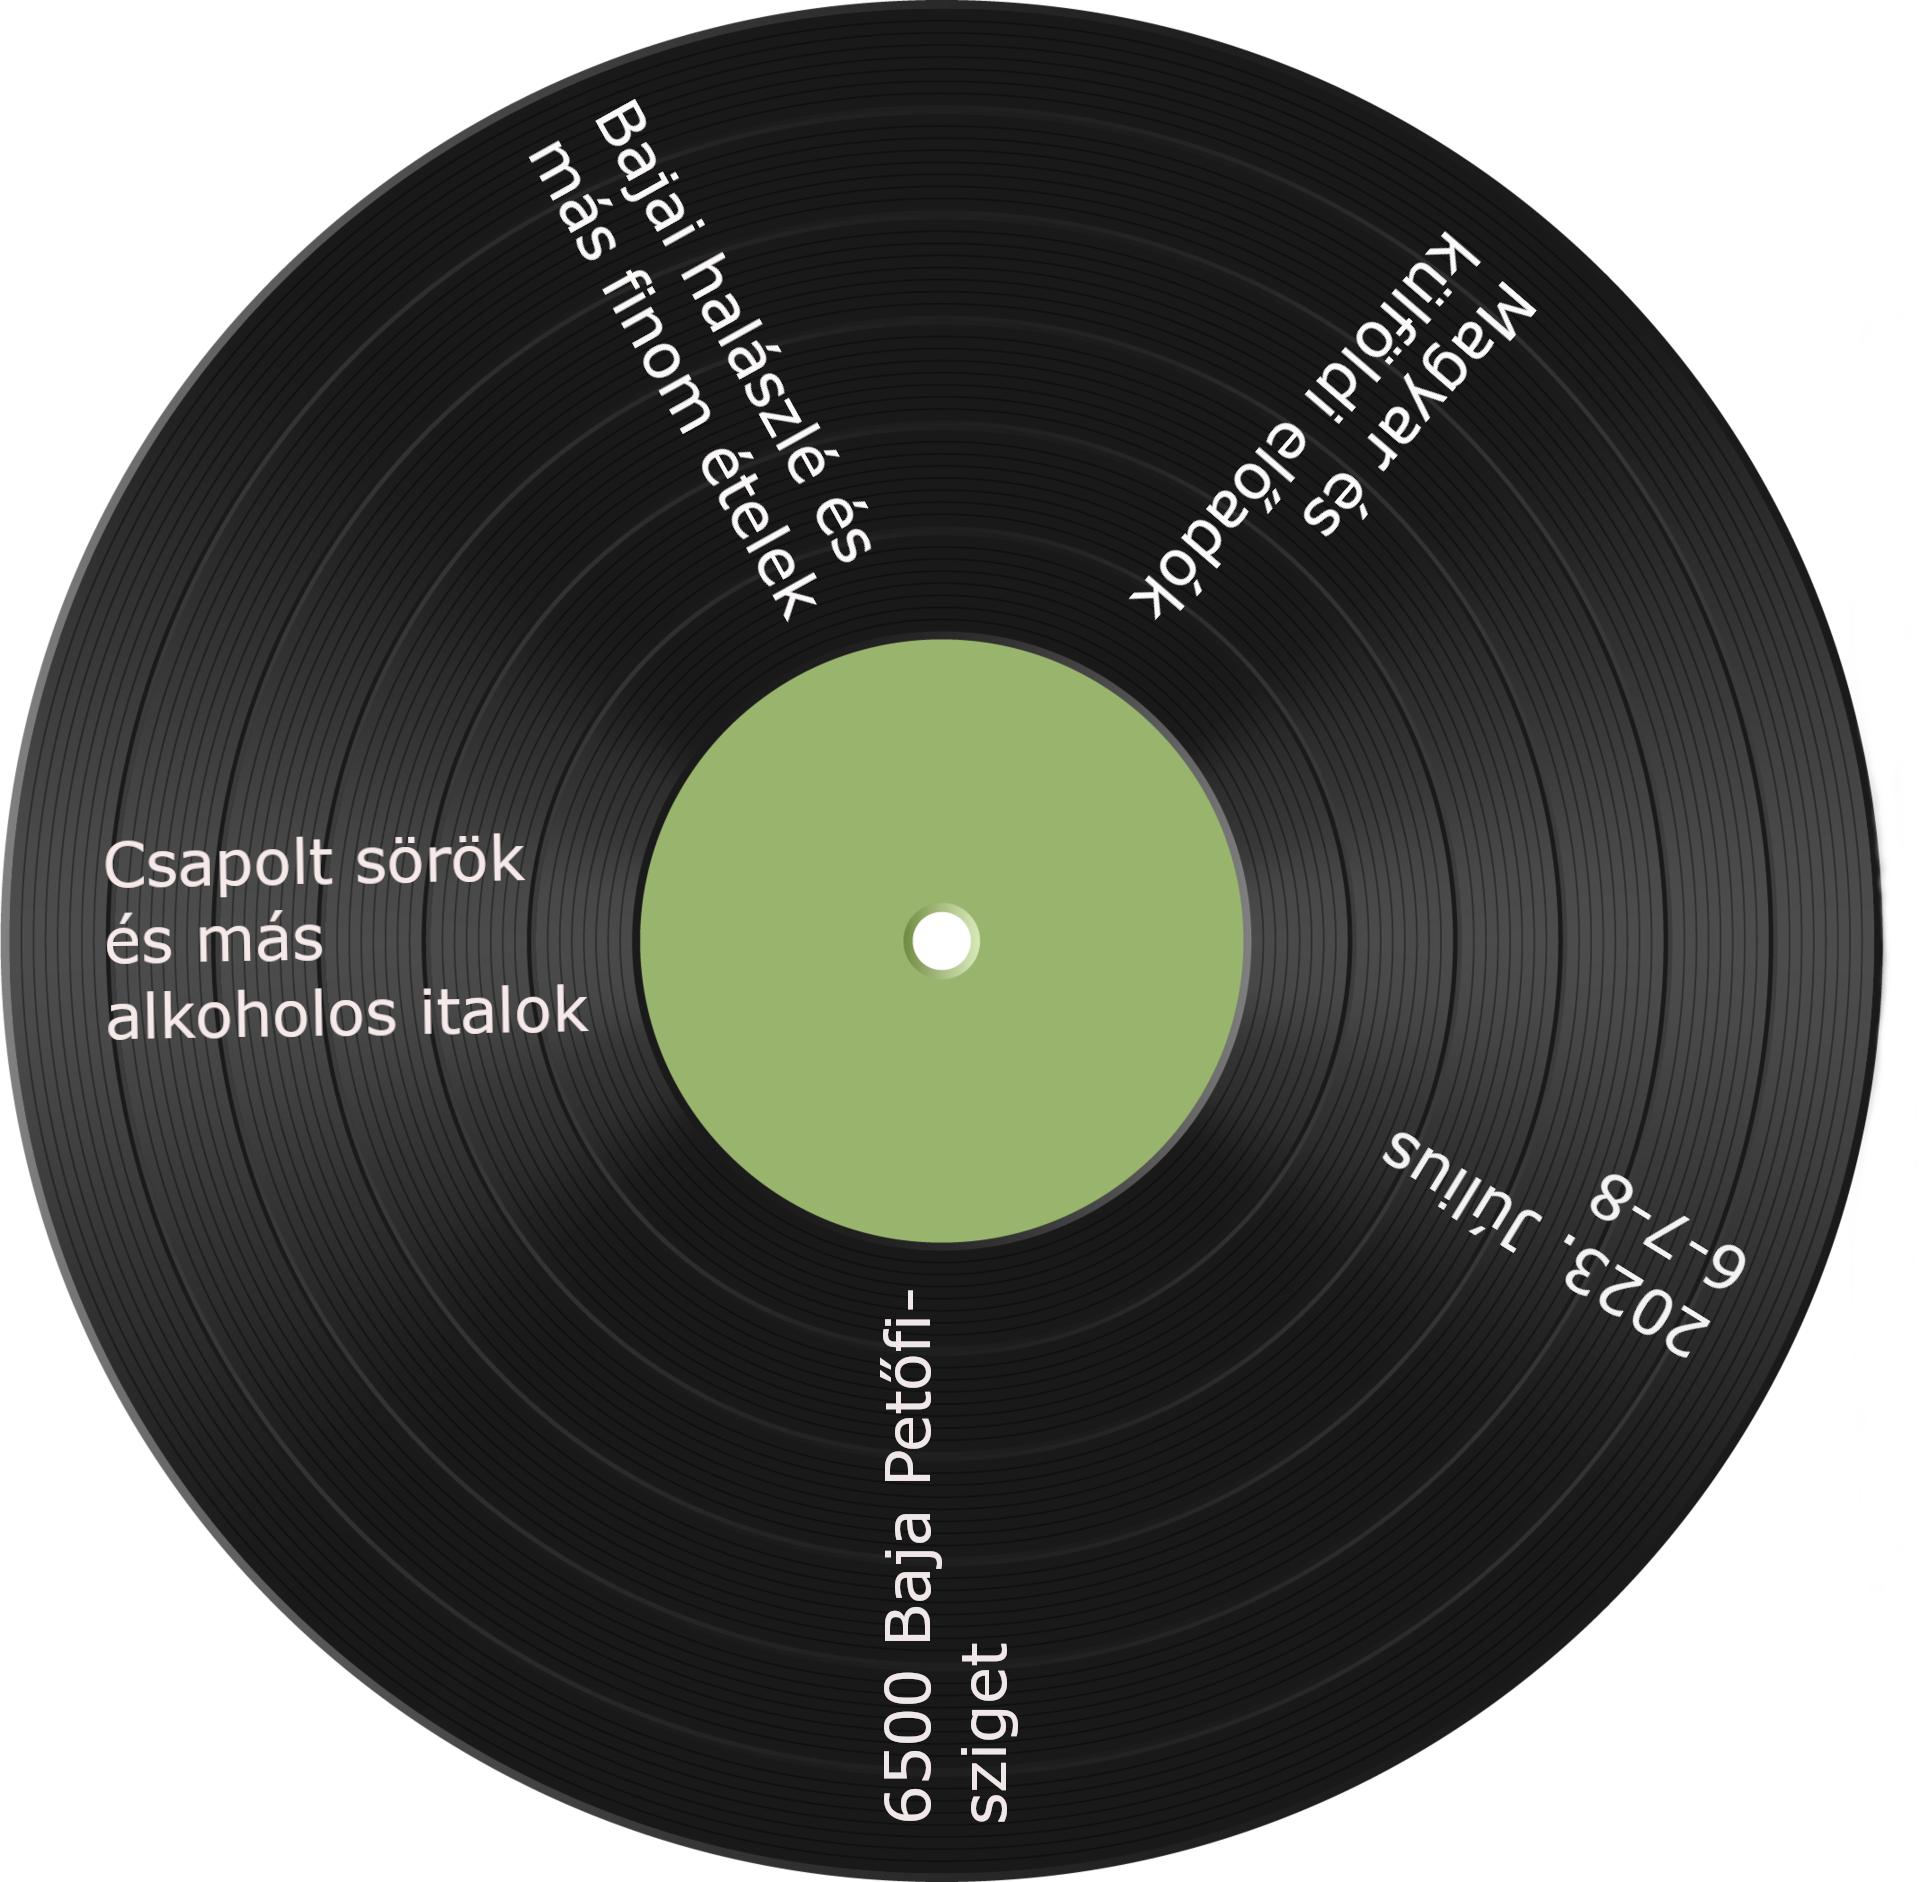 Bajai halászlé és
más finom ételek
Magyar és
külföldi előadók
Csapolt sörök
és más
alkoholos italok
2023. Július
6-7-8
6500 Baja Petőfi-
sziget